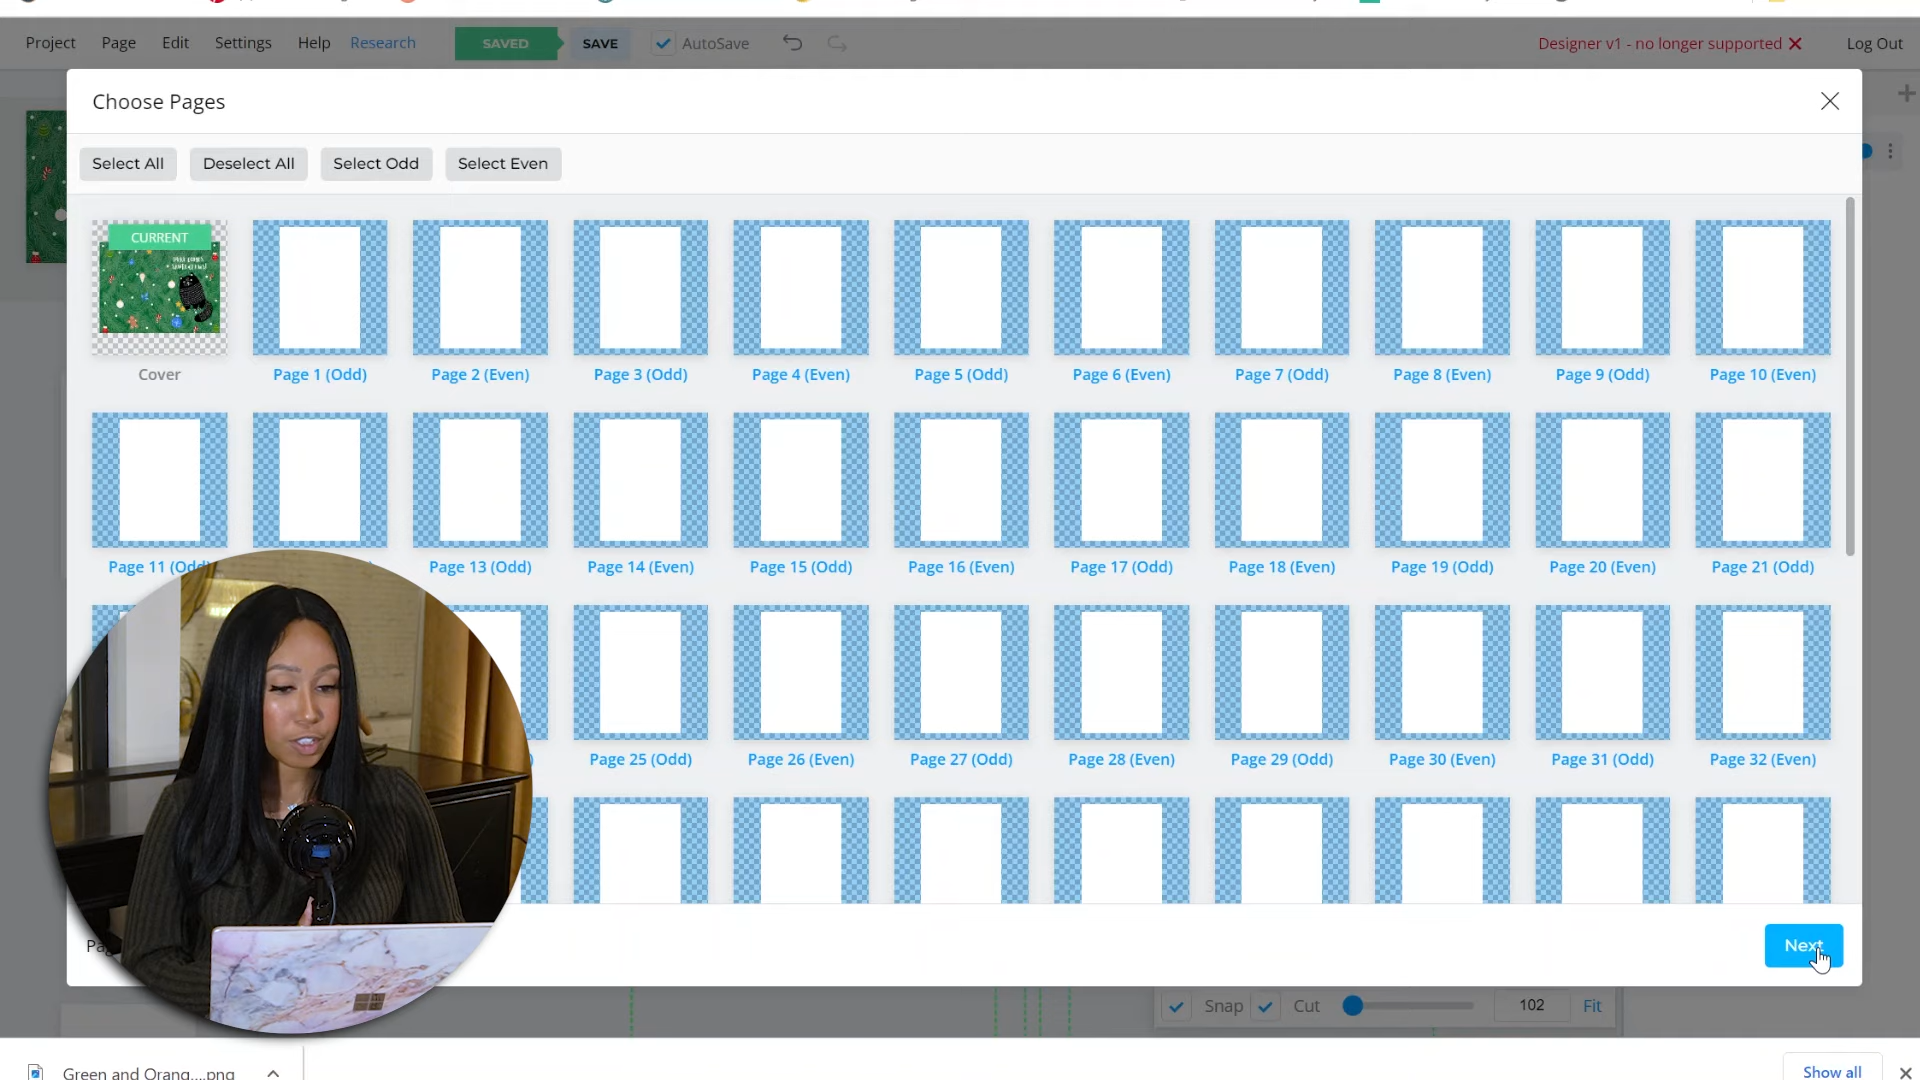 Project Page Edit Settings Help Research SAVED SAVE AutoSave Designer v1 - no longer supported Log Out
Choose Pages
Select All Deselect All Select Odd Select Even
CURRENT
Cover Page 1 (Odd) Page 2 (Even) Page 3 (Odd) Page 4 (Even) Page 5 (Odd) Page 6 (Even) Page 7 (Odd) Page 8 (Even) Page 9 (Odd) Page 10 (Even)
Page 11 (Odd) Page 13 (Odd) Page 14 (Even) Page 15 (Odd) Page 16 (Even) Page 17 (Odd) Page 18 (Even) Page 19 (Odd) Page 20 (Even) Page 21 (Odd)
Page 25 (Odd) Page 26 (Even) Page 27 (Odd) Page 28 (Even) Page 29 (Odd) Page 30 (Even) Page 31 (Odd) Page 32 (Even)
Next
Snap Cut 102 Fit
Green and Orang....png Show all